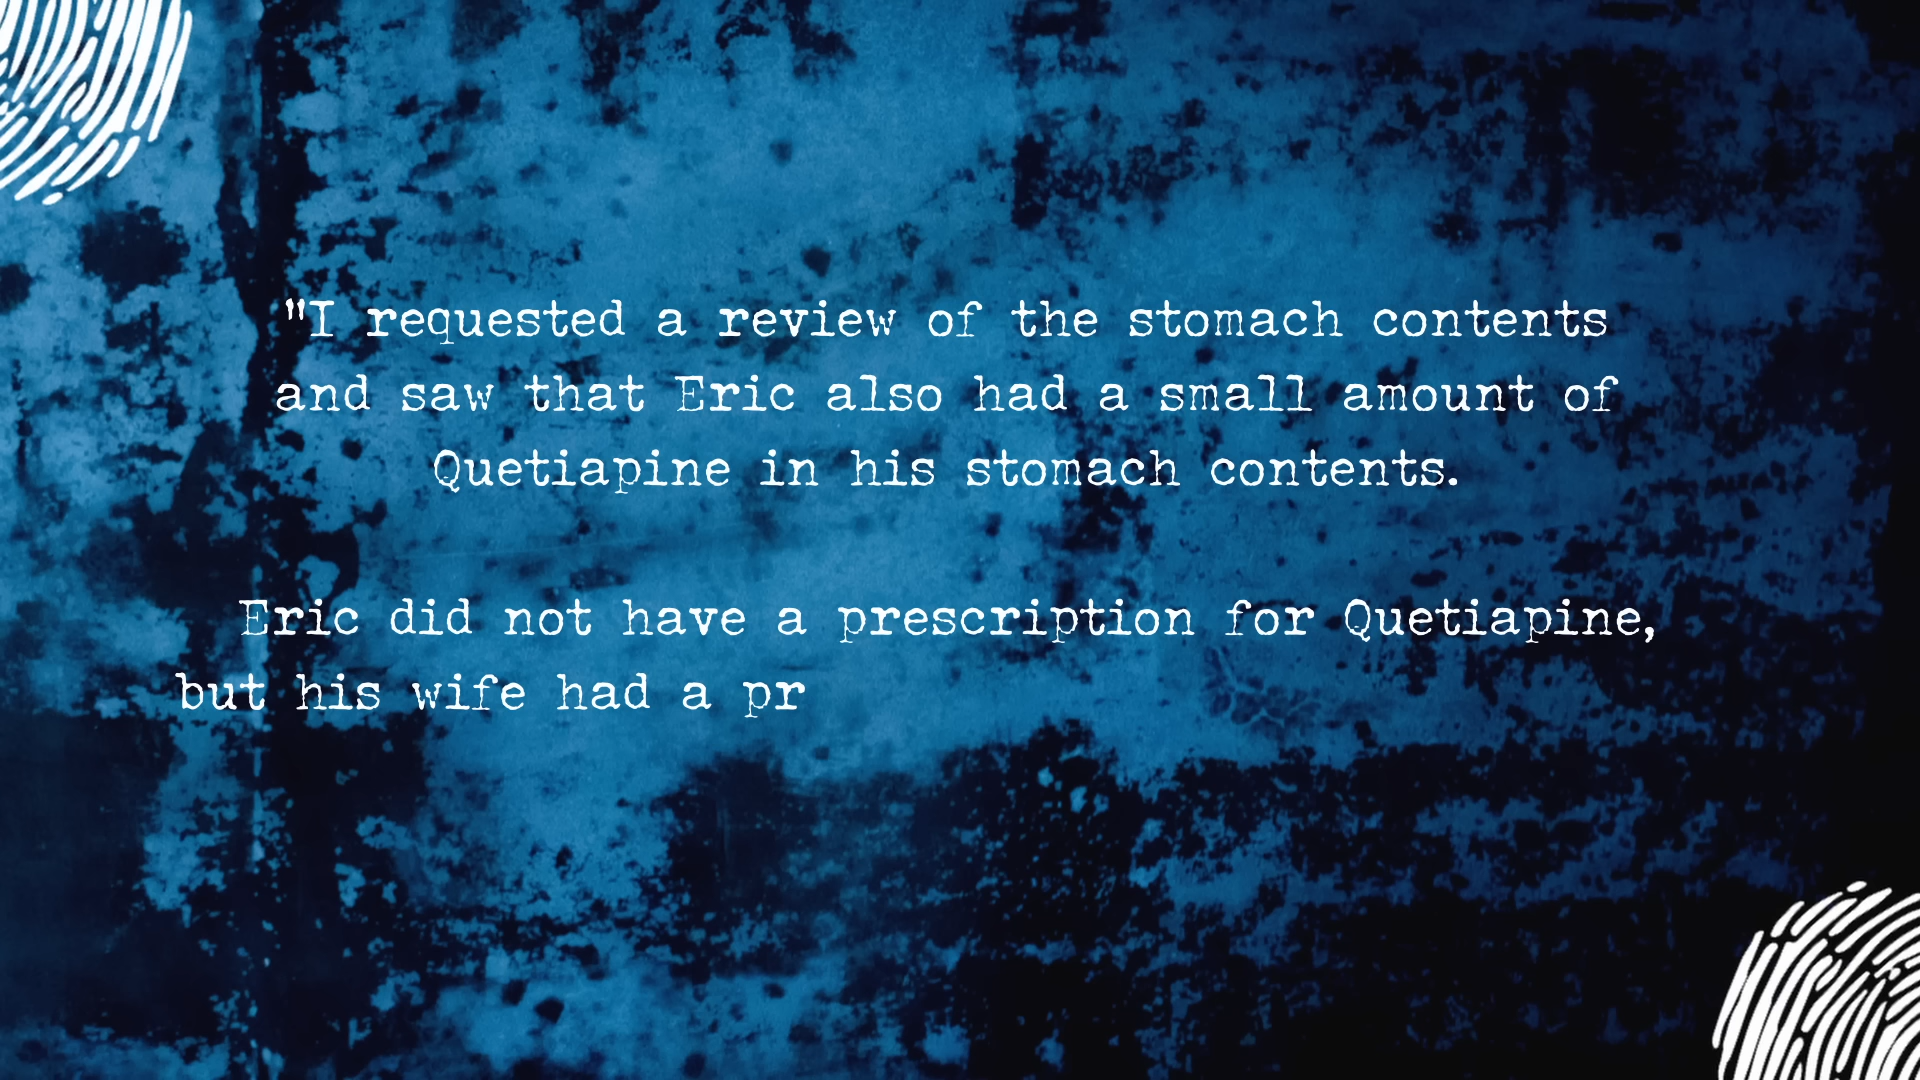 "I requested a review of the stomach contents
and saw that Eric also had a small amount of
Quetiapine in his stomach contents.
Eric did not have a prescription for Quetiapine,
but his wife had a pr